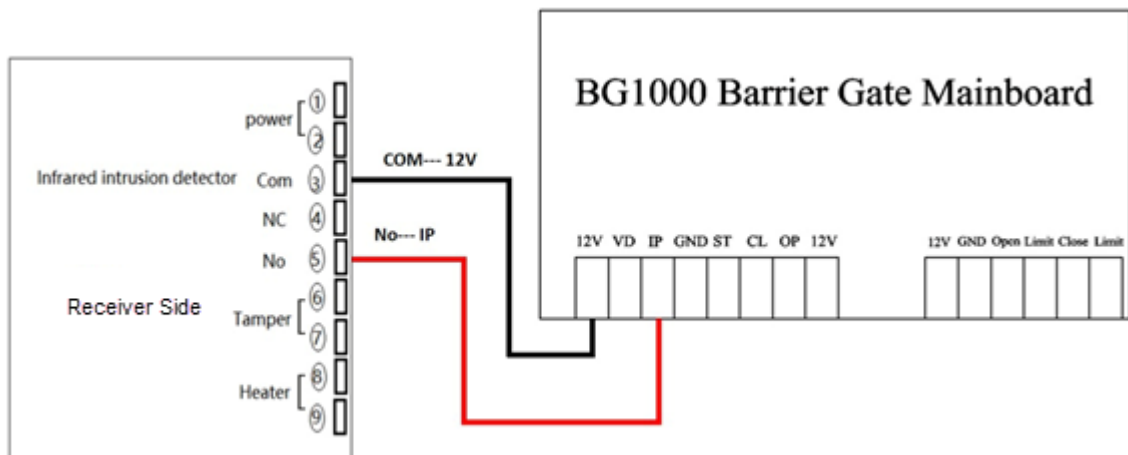 BG1000 Barrier Gate Mainboard
power
①
②
COM--- 12V
Infrared intrusion detector Com ③
NC ④
No--- IP
No ⑤
12V VD IP GND ST CL OP 12V
12V GND Open Limit Close Limit
Receiver Side
Tamper
⑥
⑦
Heater
⑧
⑨